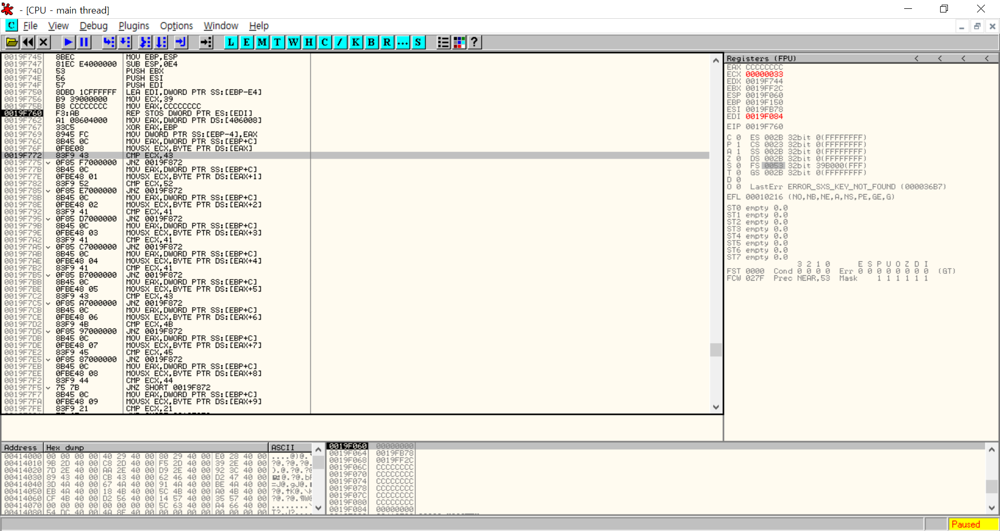 - [CPU - main thread]
C File View Debug Plugins Options Window Help
L E M T W H C / K B R ... S ?
0019F745 8BEC MOV EBP,ESP
0019F747 81EC E4000000 SUB ESP,0E4
0019F74D 53 PUSH EBX
0019F74E 56 PUSH ESI
0019F74F 57 PUSH EDI
0019F750 8DBD 1CFFFFFF LEA EDI,DWORD PTR SS:[EBP-E4]
0019F756 B9 39000000 MOV ECX,39
0019F75B B8 CCCCCCCC MOV EAX,CCCCCCCC
0019F760 F3:AB REP STOS DWORD PTR ES:[EDI]
0019F762 A1 08604000 MOV EAX,DWORD PTR DS:[406008]
0019F767 33C5 XOR EAX,EBP
0019F769 8945 FC MOV DWORD PTR SS:[EBP-4],EAX
0019F76C 8B45 0C MOV EAX,DWORD PTR SS:[EBP+C]
0019F76F 0FBE08 MOVSX ECX,BYTE PTR DS:[EAX]
0019F772 83F9 43 CMP ECX,43
0019F775 0F85 F7000000 JNZ 0019F872
0019F77B 8B45 0C MOV EAX,DWORD PTR SS:[EBP+C]
0019F77E 0FBE48 01 MOVSX ECX,BYTE PTR DS:[EAX+1]
0019F782 83F9 52 CMP ECX,52
0019F785 0F85 E7000000 JNZ 0019F872
0019F78B 8B45 0C MOV EAX,DWORD PTR SS:[EBP+C]
0019F78E 0FBE48 02 MOVSX ECX,BYTE PTR DS:[EAX+2]
0019F792 83F9 41 CMP ECX,41
0019F795 0F85 D7000000 JNZ 0019F872
0019F79B 8B45 0C MOV EAX,DWORD PTR SS:[EBP+C]
0019F79E 0FBE48 03 MOVSX ECX,BYTE PTR DS:[EAX+3]
0019F7A2 83F9 41 CMP ECX,41
0019F7A5 0F85 C7000000 JNZ 0019F872
0019F7AB 8B45 0C MOV EAX,DWORD PTR SS:[EBP+C]
0019F7AE 0FBE48 04 MOVSX ECX,BYTE PTR DS:[EAX+4]
0019F7B2 83F9 41 CMP ECX,41
0019F7B5 0F85 B7000000 JNZ 0019F872
0019F7BB 8B45 0C MOV EAX,DWORD PTR SS:[EBP+C]
0019F7BE 0FBE48 05 MOVSX ECX,BYTE PTR DS:[EAX+5]
0019F7C2 83F9 43 CMP ECX,43
0019F7C5 0F85 A7000000 JNZ 0019F872
0019F7CB 8B45 0C MOV EAX,DWORD PTR SS:[EBP+C]
0019F7CE 0FBE48 06 MOVSX ECX,BYTE PTR DS:[EAX+6]
0019F7D2 83F9 4B CMP ECX,4B
0019F7D5 0F85 97000000 JNZ 0019F872
0019F7DB 8B45 0C MOV EAX,DWORD PTR SS:[EBP+C]
0019F7DE 0FBE48 07 MOVSX ECX,BYTE PTR DS:[EAX+7]
0019F7E2 83F9 45 CMP ECX,45
0019F7E5 0F85 87000000 JNZ 0019F872
0019F7EB 8B45 0C MOV EAX,DWORD PTR SS:[EBP+C]
0019F7EE 0FBE48 08 MOVSX ECX,BYTE PTR DS:[EAX+8]
0019F7F2 83F9 44 CMP ECX,44
0019F7F5 75 7B JNZ SHORT 0019F872
0019F7F7 8B45 0C MOV EAX,DWORD PTR SS:[EBP+C]
0019F7FA 0FBE48 09 MOVSX ECX,BYTE PTR DS:[EAX+9]
0019F7FE 83F9 21 CMP ECX,21
Registers (FPU) < < < <
EAX CCCCCCCC
ECX 00000033
EDX 0019F744
EBX 0019FF2C
ESP 0019F060
EBP 0019F150
ESI 0019FB78
EDI 0019F084
EIP 0019F760
C 0 ES 002B 32bit 0(FFFFFFFF)
P 1 CS 0023 32bit 0(FFFFFFFF)
A 1 SS 002B 32bit 0(FFFFFFFF)
Z 0 DS 002B 32bit 0(FFFFFFFF)
S 0 FS 0053 32bit 39B000(FFF)
T 0 GS 002B 32bit 0(FFFFFFFF)
D 0
O 0 LastErr ERROR_SXS_KEY_NOT_FOUND (000036B7)
EFL 00010216 (NO,NB,NE,A,NS,PE,GE,G)
ST0 empty 0.0
ST1 empty 0.0
ST2 empty 0.0
ST3 empty 0.0
ST4 empty 0.0
ST5 empty 0.0
ST6 empty 0.0
ST7 empty 0.0
3 2 1 0 E S P U O Z D I
FST 0000 Cond 0 0 0 0 Err 0 0 0 0 0 0 0 0 (GT)
FCW 027F Prec NEAR,53 Mask 1 1 1 1 1 1
Address Hex dump ASCII
00414000 00 00 00 00 40 29 40 00 80 29 40 00 E0 28 40 00 ....@)@.
00414010 9B 2D 40 00 C8 2D 40 00 F5 2D 40 00 39 2E 40 00 ?@.?@.?@.
00414020 7D 2E 40 00 AA 2E 40 00 D9 2E 40 00 92 3C 40 00 }.@.?@.?@
00414030 89 43 40 00 CB 43 40 00 62 46 40 00 D2 47 40 00 @.?@.bF
00414040 3D 4A 40 00 67 4A 40 00 91 4A 40 00 BE 4A 40 00 =J@.gJ@.
00414050 EB 4A 40 00 18 4B 40 00 5C 4B 40 00 A0 4B 40 00 ?@.↑K@.\K
00414060 CF 4B 40 00 D2 56 40 00 14 57 40 00 35 57 40 00 ?@.?@.¶W@
00414070 00 00 00 00 00 00 00 00 5C 63 40 00 A4 66 40 00 ........\
00414080 54 DC 40 00 4A 8F 40 00 00 00 00 00 00 00 00 00 T?.J?....
0019F060 00000000
0019F064 0019FB78
0019F068 0019FF2C
0019F06C CCCCCCCC
0019F070 CCCCCCCC
0019F074 CCCCCCCC
0019F078 CCCCCCCC
0019F07C CCCCCCCC
0019F080 CCCCCCCC
0019F084 00000000
Paused